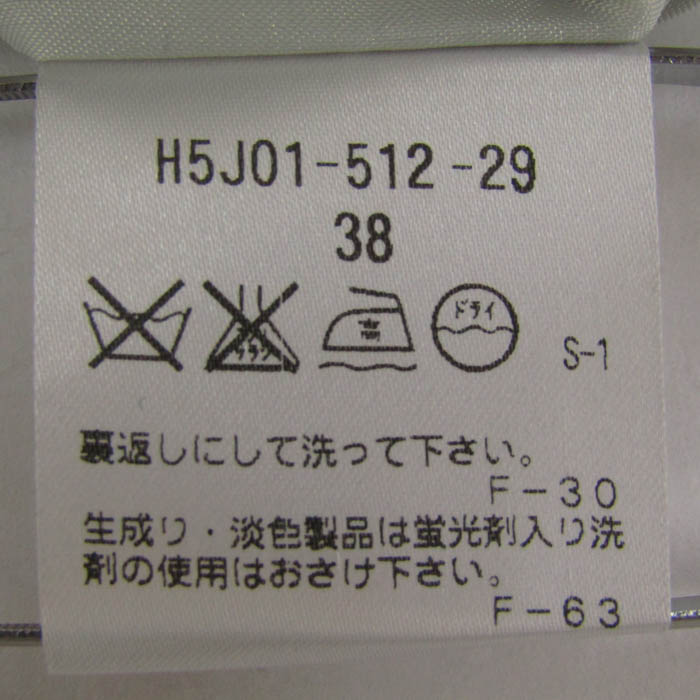 H5J01-512-29
38
ドライ
S-1
裏返しにして洗って下さい。
F-30
生成り・淡色製品は蛍光剤入り洗
剤の使用はおさけ下さい。
F-63